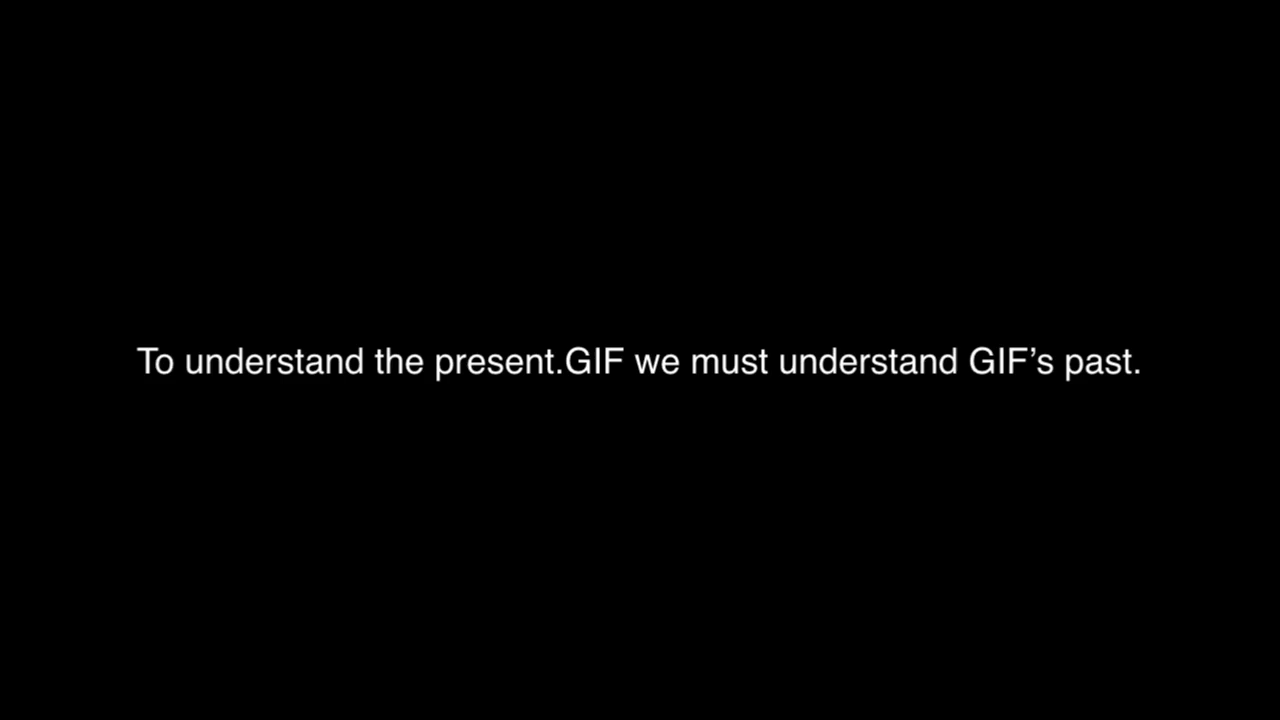 To understand the present.GIF we must understand GIF’s past.